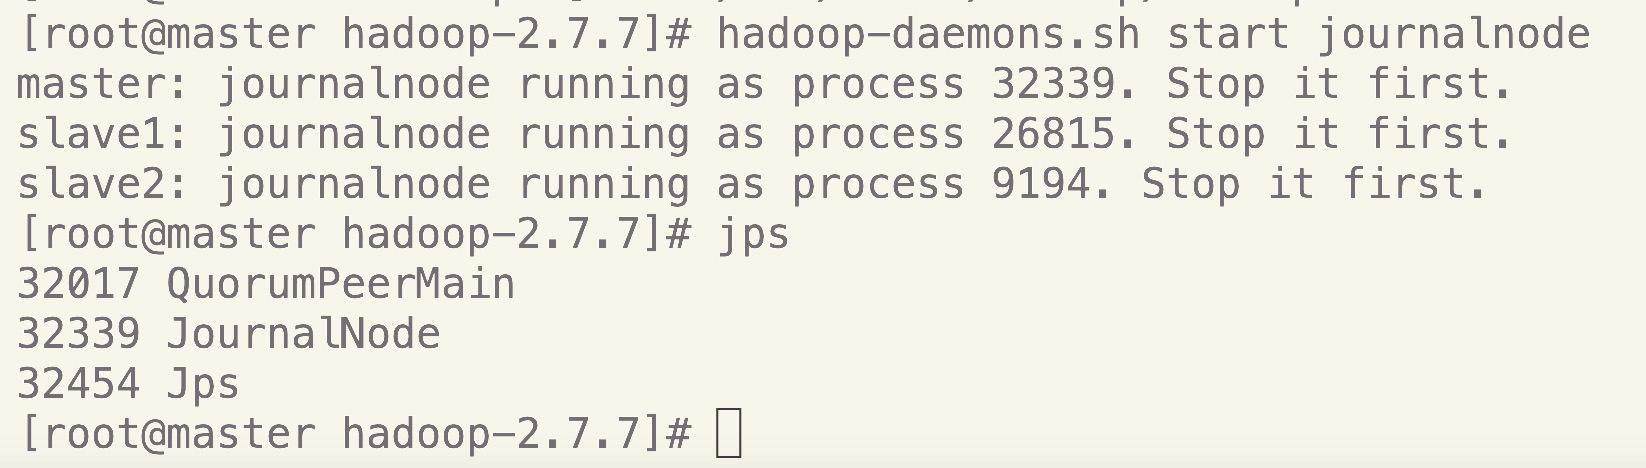 [root@master hadoop-2.7.7]# hadoop-daemons.sh start journalnode
master: journalnode running as process 32339. Stop it first.
slave1: journalnode running as process 26815. Stop it first.
slave2: journalnode running as process 9194. Stop it first.
[root@master hadoop-2.7.7]# jps
32017 QuorumPeerMain
32339 JournalNode
32454 Jps
[root@master hadoop-2.7.7]#